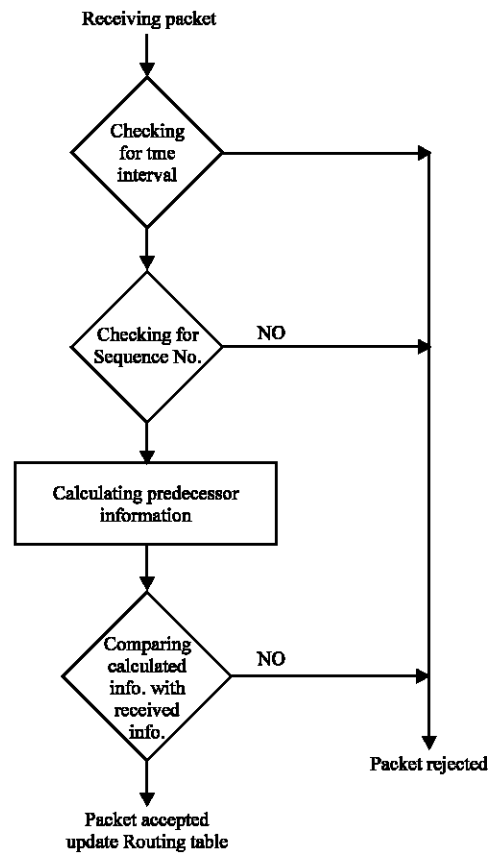 Receiving packet
Checking
for tme
interval
Checking for
Sequence No.
NO
Calculating predecessor
information
Comparing
calculated
info. with
received
info.
NO
Packet rejected
Packet accepted
update Routing table